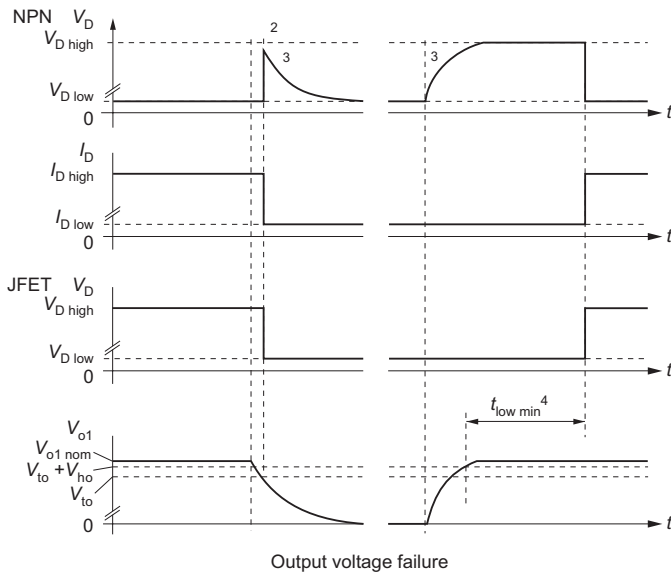 NPN V_D
2
V_D high
3
3
V_D low
0
t
I_D
I_D high
I_D low
0
t
JFET V_D
V_D high
V_D low
0
t
t_low min^4
V_o1
V_o1 nom
V_to + V_ho
V_to
0
t
Output voltage failure